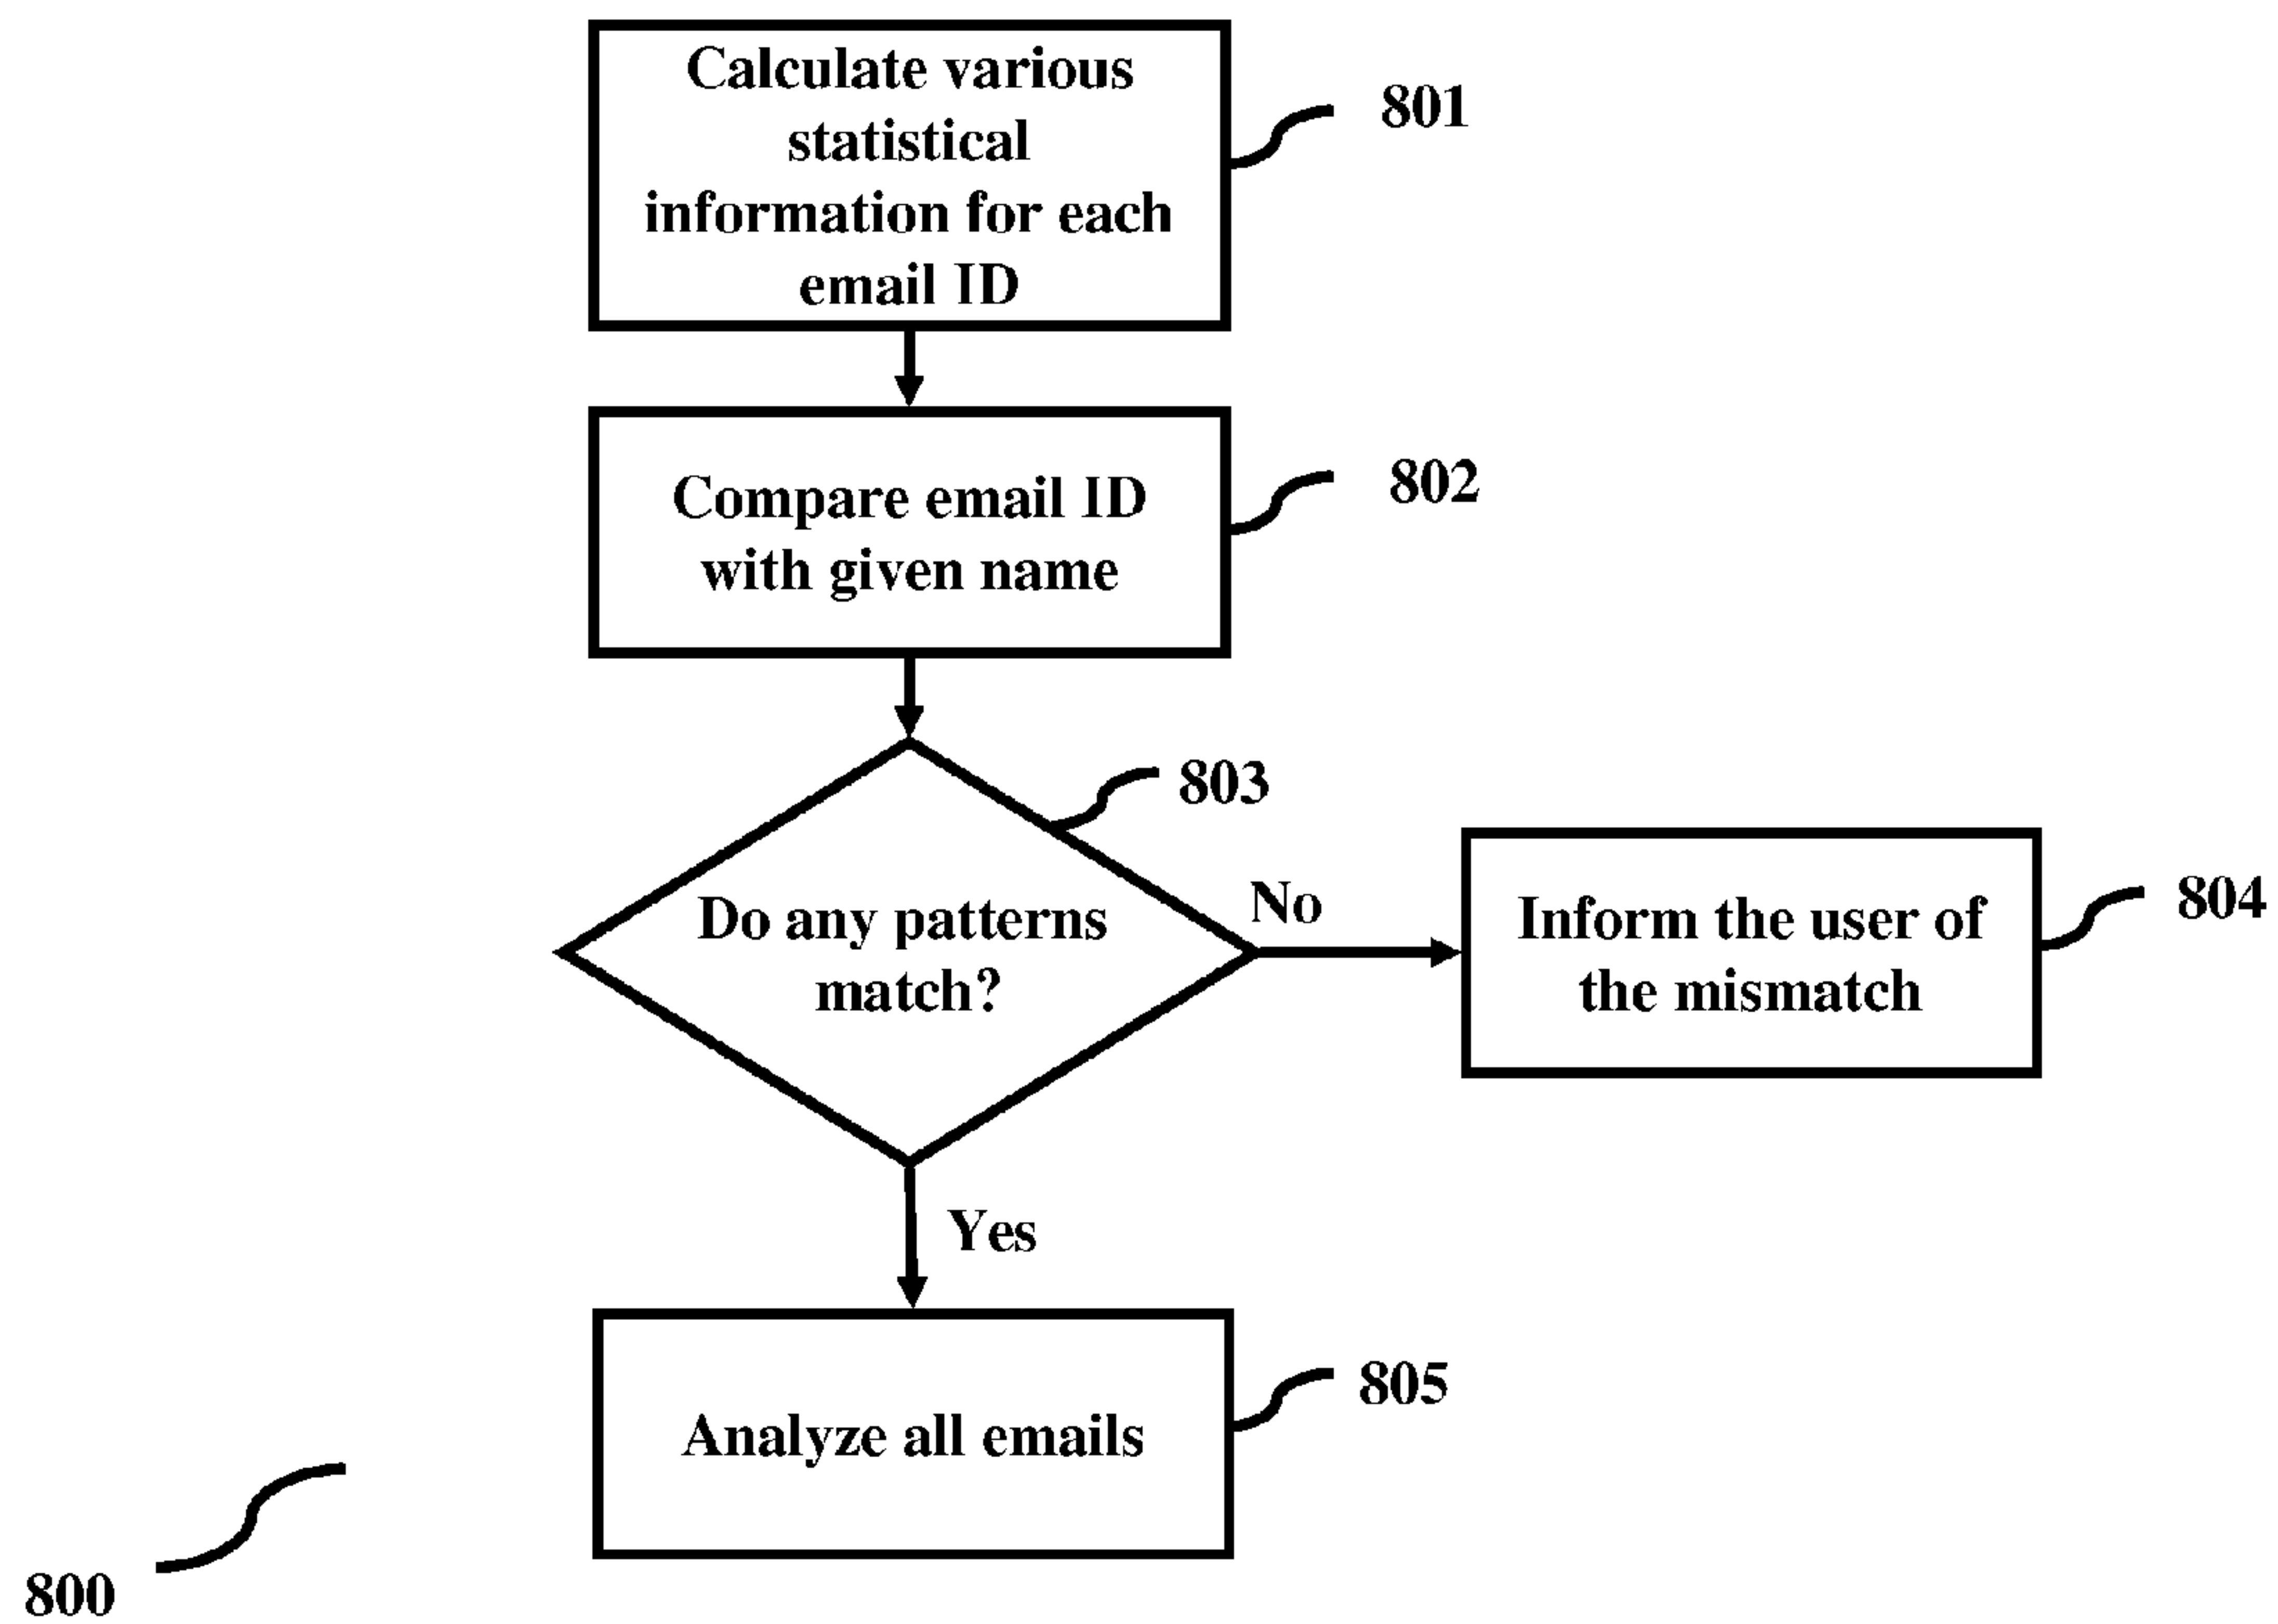 Calculate various
statistical
information for each
email ID
801
Compare email ID
with given name
802
803
Do any patterns
match?
No
Inform the user of
the mismatch
804
Yes
Analyze all emails
805
800